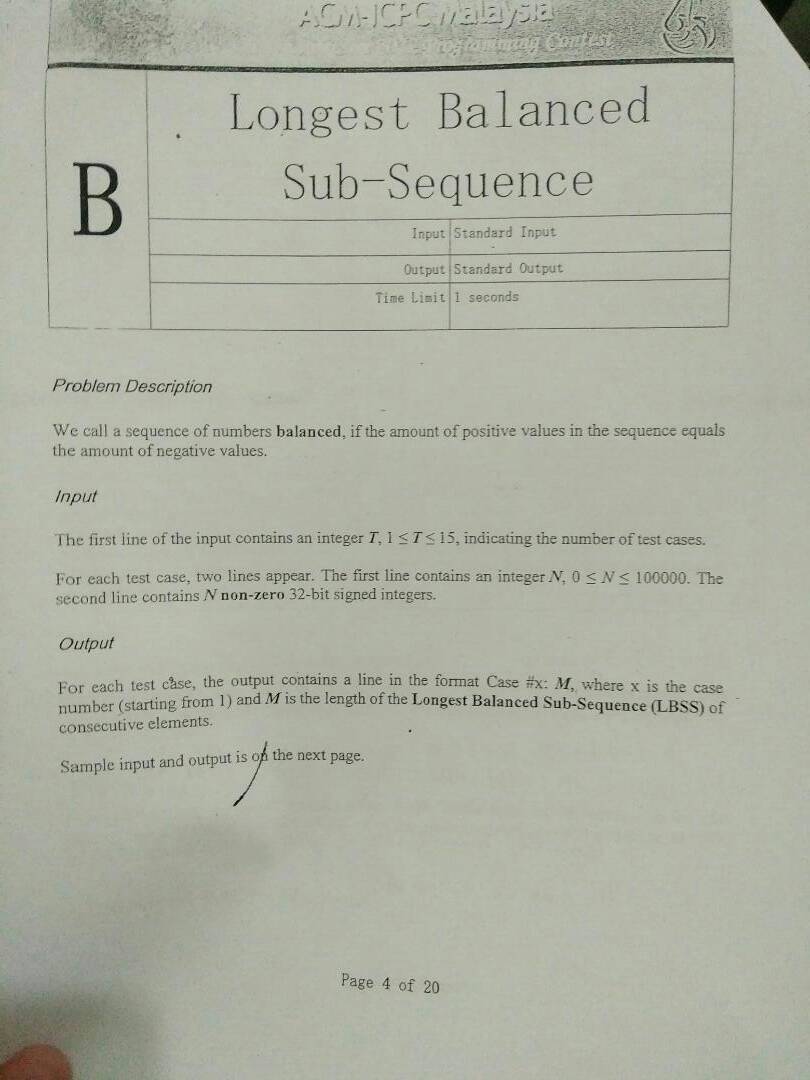 ACM-ICPC Malaysia
Programming Contest
B
Longest Balanced
Sub-Sequence
Input Standard Input
Output Standard Output
Time Limit 1 seconds
Problem Description
We call a sequence of numbers balanced, if the amount of positive values in the sequence equals
the amount of negative values.
Input
The first line of the input contains an integer T, 1 ≤ T ≤ 15, indicating the number of test cases.
For each test case, two lines appear. The first line contains an integer N, 0 ≤ N ≤ 100000. The
second line contains N non-zero 32-bit signed integers.
Output
For each test case, the output contains a line in the format Case #x: M, where x is the case
number (starting from 1) and M is the length of the Longest Balanced Sub-Sequence (LBSS) of
consecutive elements.
Sample input and output is on the next page.
Page 4 of 20